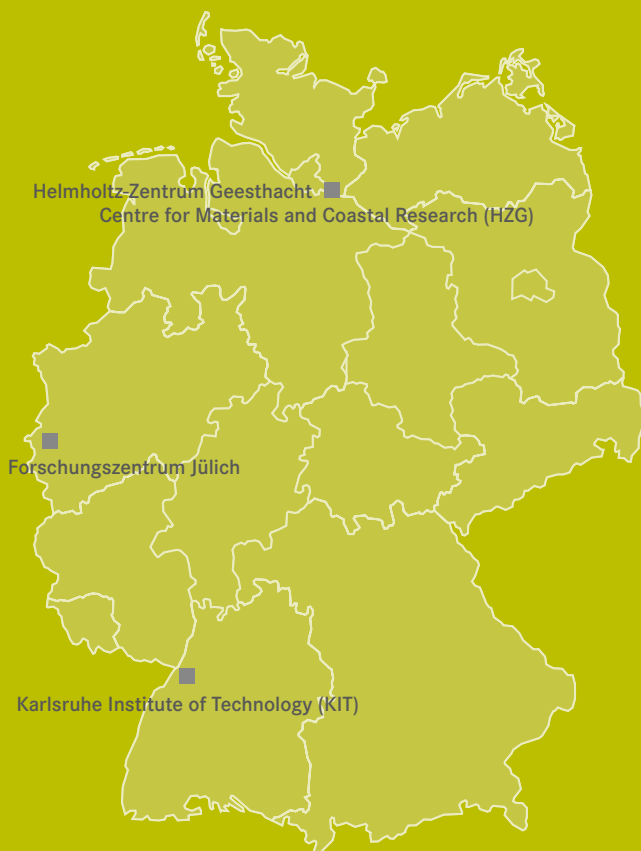 Helmholtz-Zentrum Geesthacht
Centre for Materials and Coastal Research (HZG)
Forschungszentrum Jülich
Karlsruhe Institute of Technology (KIT)